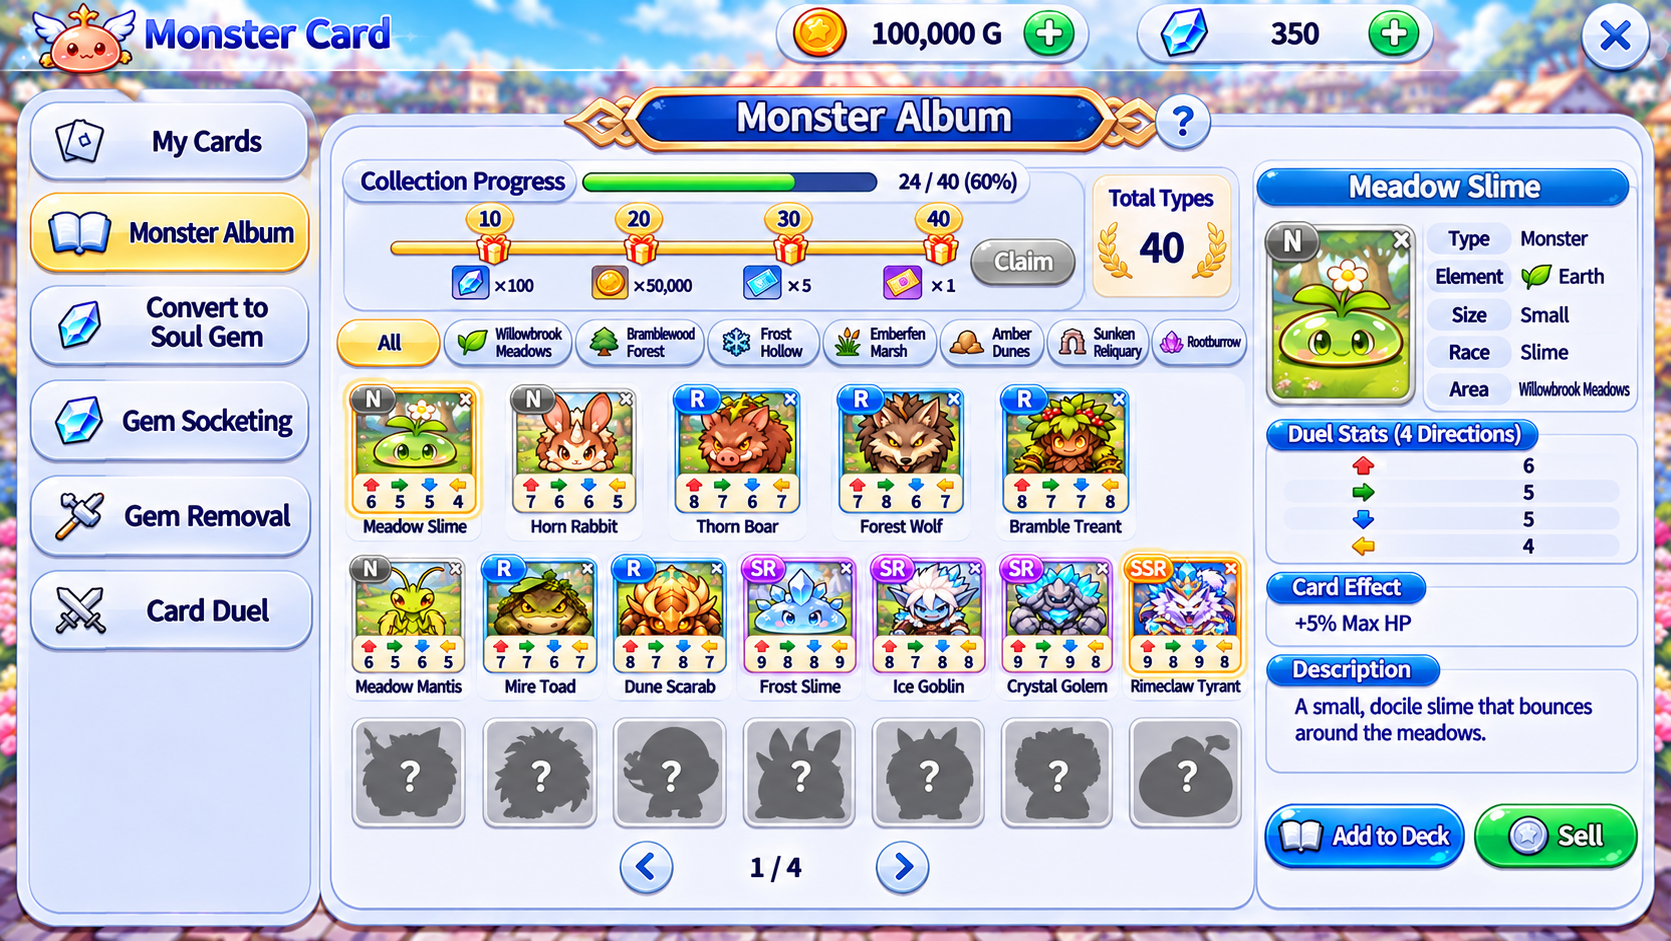 Monster Card
100,000 G
350
My Cards
Monster Album
Convert to
Soul Gem
Gem Socketing
Gem Removal
Card Duel
Monster Album
?
Collection Progress
24 / 40 (60%)
10
20
30
40
×100
×50,000
×5
×1
Claim
Total Types
40
All
Willowbrook
Meadows
Bramblewood
Forest
Frost
Hollow
Emberfen
Marsh
Amber
Dunes
Sunken
Reliquary
Rootburrow
N
6 5 5 4
Meadow Slime
N
7 6 6 5
Horn Rabbit
R
8 7 6 7
Thorn Boar
R
7 8 6 7
Forest Wolf
R
8 7 7 8
Bramble Treant
N
6 5 6 5
Meadow Mantis
R
7 7 6 7
Mire Toad
R
8 7 8 7
Dune Scarab
SR
9 8 8 9
Frost Slime
SR
8 7 8 8
Ice Goblin
SR
9 7 9 8
Crystal Golem
SSR
9 8 9 8
Rimeclaw Tyrant
?
?
?
?
?
?
?
1 / 4
Meadow Slime
N
Type Monster
Element Earth
Size Small
Race Slime
Area Willowbrook Meadows
Duel Stats (4 Directions)
6
5
5
4
Card Effect
+5% Max HP
Description
A small, docile slime that bounces
around the meadows.
Add to Deck
Sell